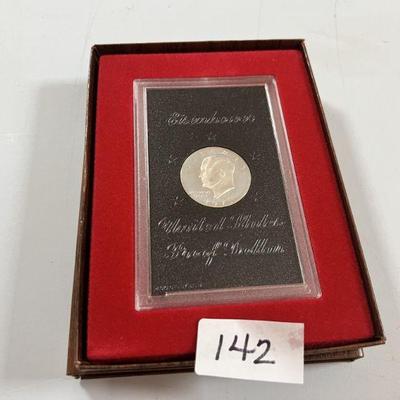 Eisenhower
United States
Proof Dollar
142